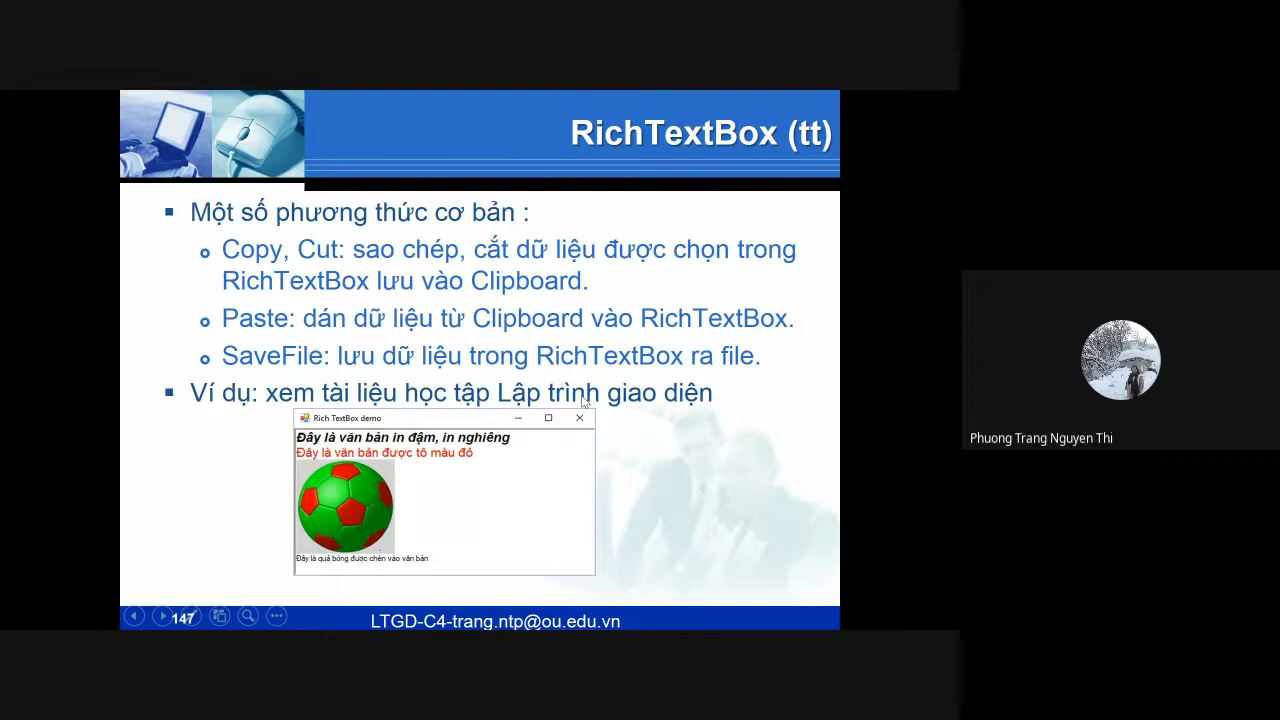 RichTextBox (tt)
Một số phương thức cơ bản :
Copy, Cut: sao chép, cắt dữ liệu được chọn trong
RichTextBox lưu vào Clipboard.
Paste: dán dữ liệu từ Clipboard vào RichTextBox.
SaveFile: lưu dữ liệu trong RichTextBox ra file.
Ví dụ: xem tài liệu học tập Lập trình giao diện
Rich TextBox demo
Đây là văn bản in đậm, in nghiêng
Đây là văn bản được tô màu đỏ
Đây là quả bóng được chèn vào văn bản
147
LTGD-C4-trang.ntp@ou.edu.vn
Phuong Trang Nguyen Thi